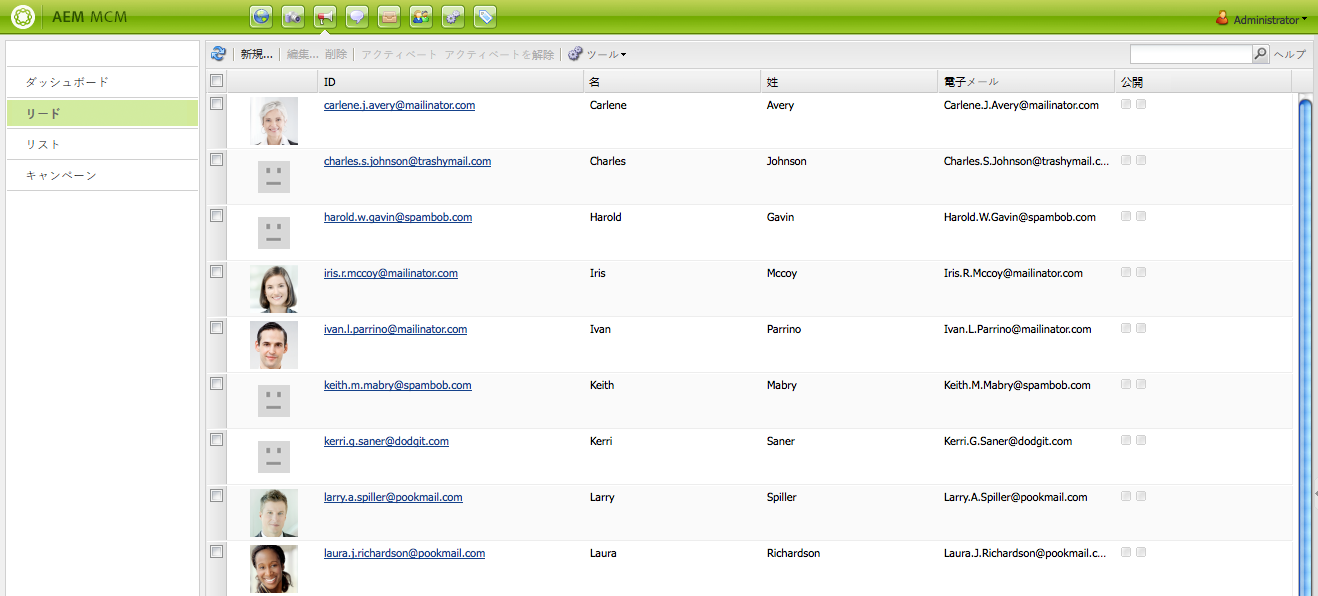 AEM MCM
Administrator
新規... 編集... 削除 アクティベート アクティベートを解除 ツール ヘルプ
ダッシュボード
リード
リスト
キャンペーン
ID 名 姓 電子メール 公開
carlene.j.avery@mailinator.com Carlene Avery Carlene.J.Avery@mailinator.com
charles.s.johnson@trashymail.com Charles Johnson Charles.S.Johnson@trashymail.c...
harold.w.gavin@spambob.com Harold Gavin Harold.W.Gavin@spambob.com
iris.r.mccoy@mailinator.com Iris Mccoy Iris.R.Mccoy@mailinator.com
ivan.l.parrino@mailinator.com Ivan Parrino Ivan.L.Parrino@mailinator.com
keith.m.mabry@spambob.com Keith Mabry Keith.M.Mabry@spambob.com
kerri.g.saner@dodgit.com Kerri Saner Kerri.G.Saner@dodgit.com
larry.a.spiller@pookmail.com Larry Spiller Larry.A.Spiller@pookmail.com
laura.j.richardson@pookmail.com Laura Richardson Laura.J.Richardson@pookmail.c...